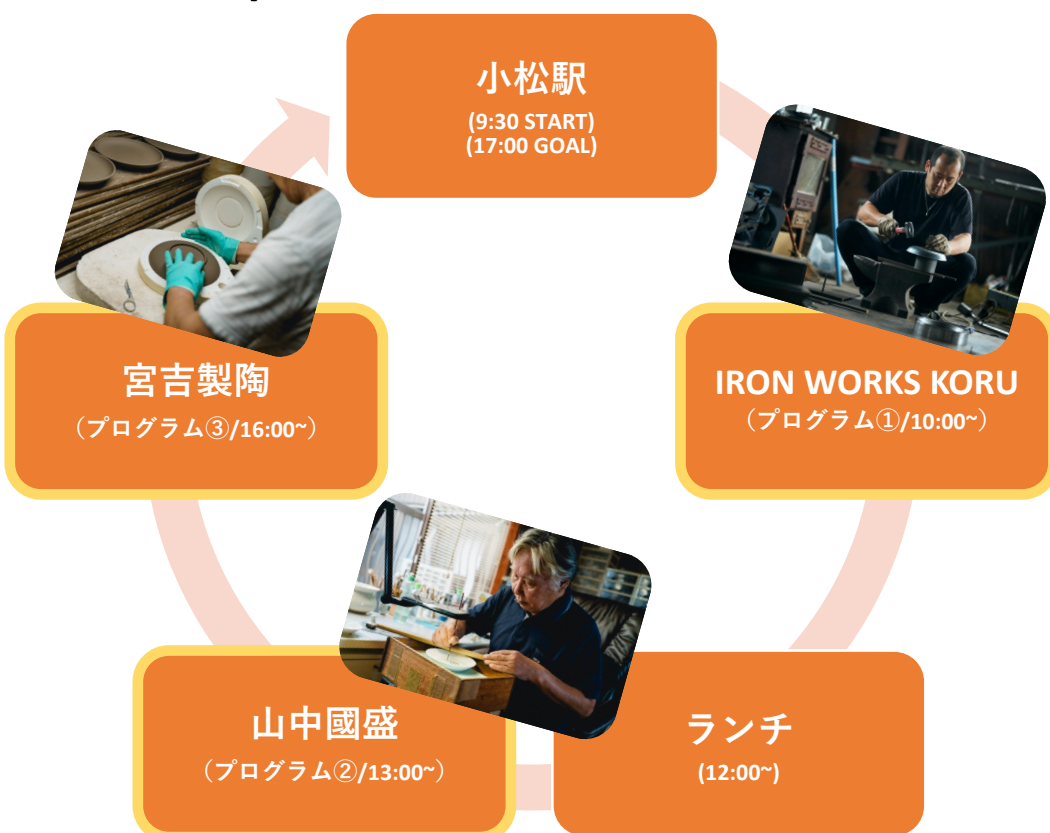 小松駅
(9:30 START)
(17:00 GOAL)
IRON WORKS KORU
（プログラム①/10:00~）
ランチ
(12:00~)
山中國盛
（プログラム②/13:00~）
宮吉製陶
（プログラム③/16:00~）